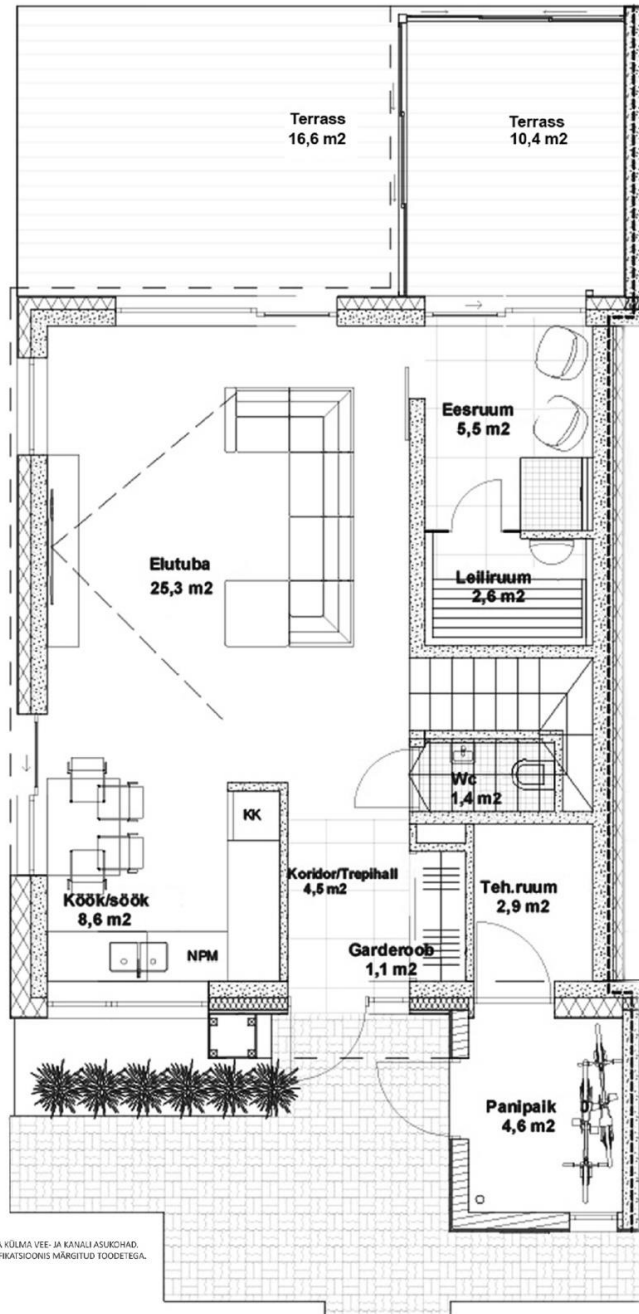 Terrass
16,6 m2
Terrass
10,4 m2
Eesruum
5,5 m2
Elutuba
25,3 m2
Leiliruum
2,6 m2
Wc
1,4 m2
KK
Koridor/Trepihall
4,5 m2
Teh.ruum
2,9 m2
Köök/söök
8,6 m2
NPM
Garderoob
1,1 m2
Panipaik
4,6 m2
KÜLMA VEE- JA KANALI ASUKOHAD.
FIKATSIOONIS MÄRGITUD TOODETEGA.